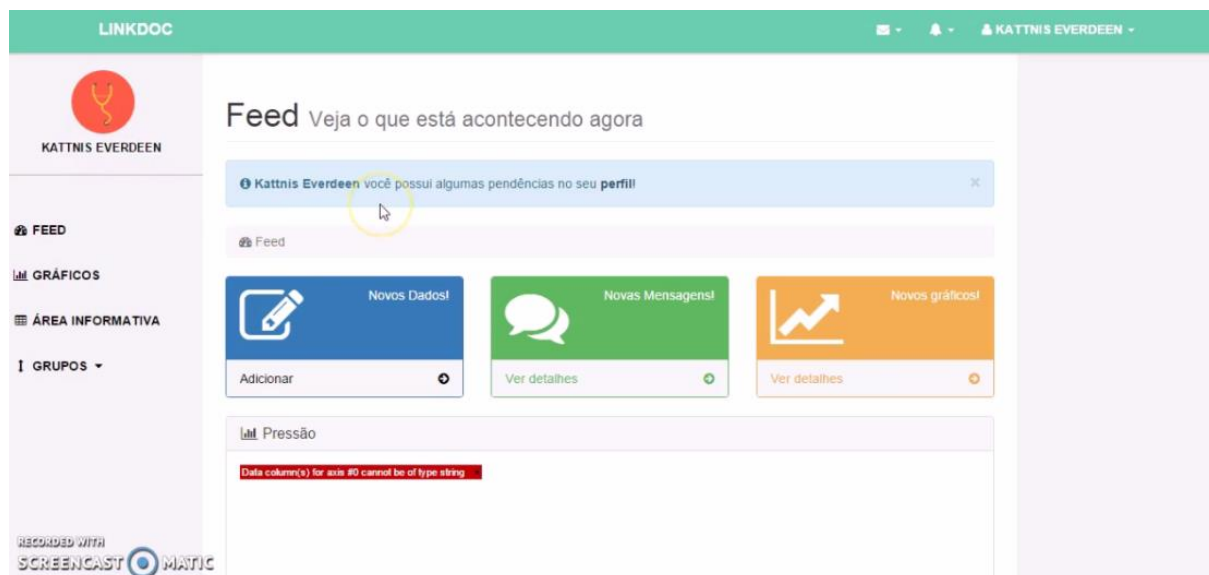 LINKDOC
KATTNIS EVERDEEN
KATTNIS EVERDEEN
FEED
GRÁFICOS
ÁREA INFORMATIVA
GRUPOS
Feed Veja o que está acontecendo agora
Kattnis Everdeen você possui algumas pendências no seu perfil!
Feed
Novos Dados!
Adicionar
Novas Mensagens!
Ver detalhes
Novos gráficos!
Ver detalhes
Pressão
Data column(s) for axis #0 cannot be of type string
RECORDED WITH
SCREENCAST MATIC